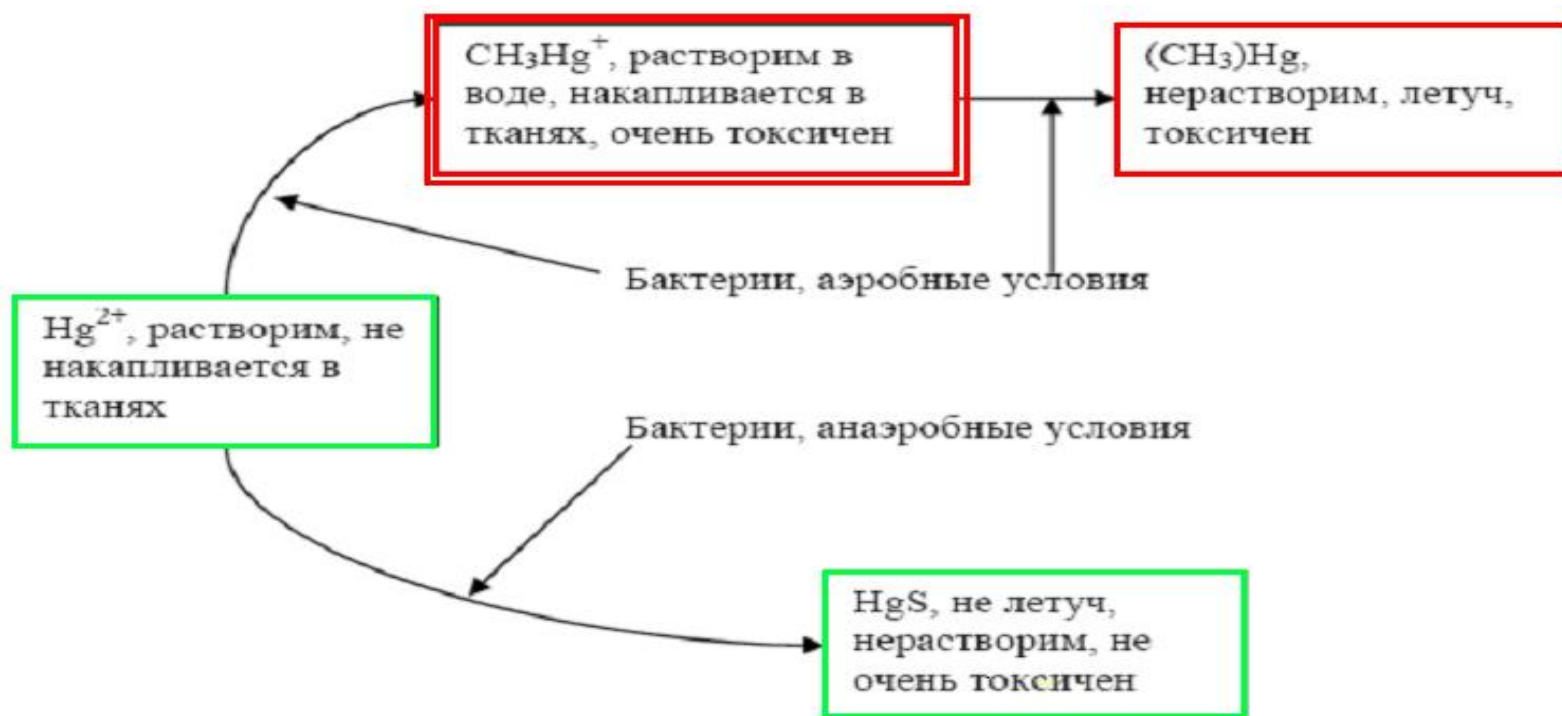 CH₃Hg⁺, растворим в
воде, накапливается в
тканях, очень токсичен
(CH₃)Hg,
нерастворим, летуч,
токсичен
Бактерии, аэробные условия
Hg²⁺, растворим, не
накапливается в
тканях
Бактерии, анаэробные условия
HgS, не летуч,
нерастворим, не
очень токсичен